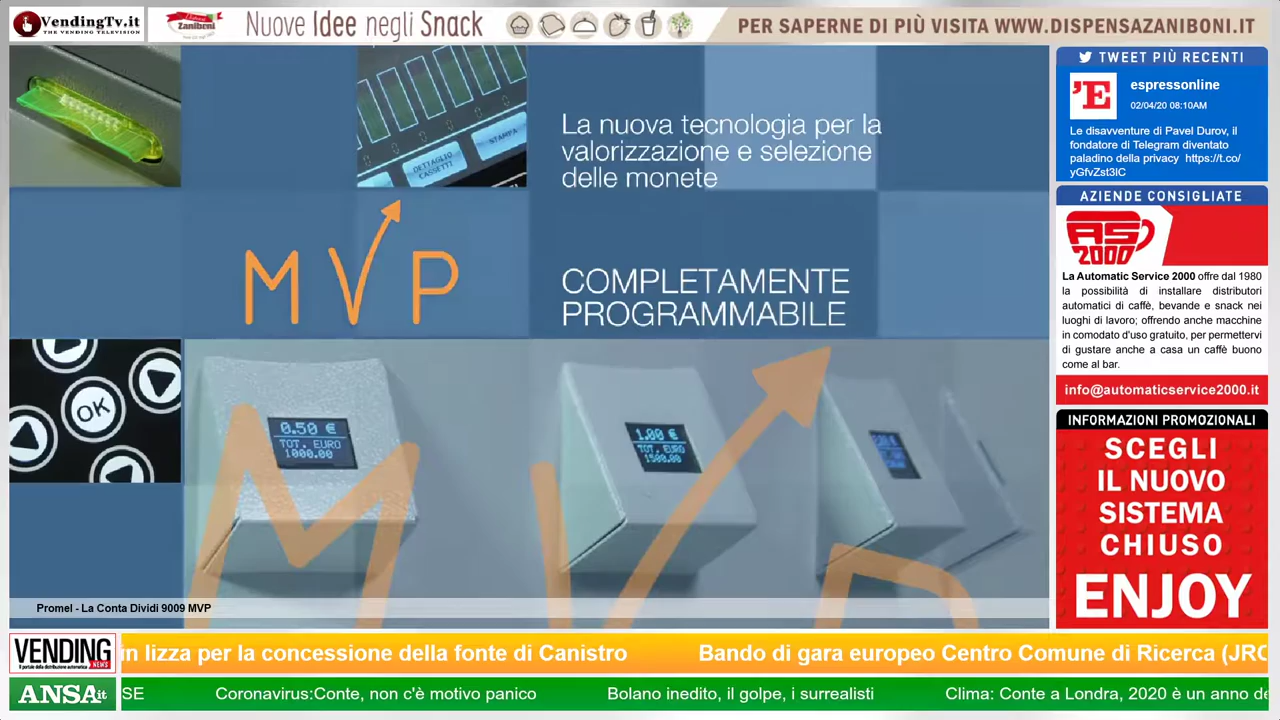 VendingTv.it
THE VENDING TELEVISION
Zaniboni
Nuove Idee negli Snack
PER SAPERNE DI PIÙ VISITA WWW.DISPENSAZANIBONI.IT
DETTAGLIO
CASSETTI
STAMPA
La nuova tecnologia per la
valorizzazione e selezione
delle monete
MVP
COMPLETAMENTE
PROGRAMMABILE
OK
0.50 €
TOT. EURO
1000.00
1.00 €
TOT. EURO
1500.00
MVP
Promel - La Conta Dividi 9009 MVP
TWEET PIÙ RECENTI
'E
espressonline
02/04/20 08:10AM
Le disavventure di Pavel Durov, il
fondatore di Telegram diventato
paladino della privacy https://t.co/
yGfvZst3lC
AZIENDE CONSIGLIATE
AS
2000
La Automatic Service 2000 offre dal 1980
la possibilità di installare distributori
automatici di caffè, bevande e snack nei
luoghi di lavoro; offrendo anche macchine
in comodato d'uso gratuito, per permettervi
di gustare anche a casa un caffè buono
come al bar.
info@automaticservice2000.it
INFORMAZIONI PROMOZIONALI
SCEGLI
IL NUOVO
SISTEMA
CHIUSO
ENJOY
VENDING
NEWS
Il portale della distribuzione automatica
in lizza per la concessione della fonte di Canistro Bando di gara europeo Centro Comune di Ricerca (JRC
ANSA.it
SE Coronavirus:Conte, non c'è motivo panico Bolano inedito, il golpe, i surrealisti Clima: Conte a Londra, 2020 è un anno de